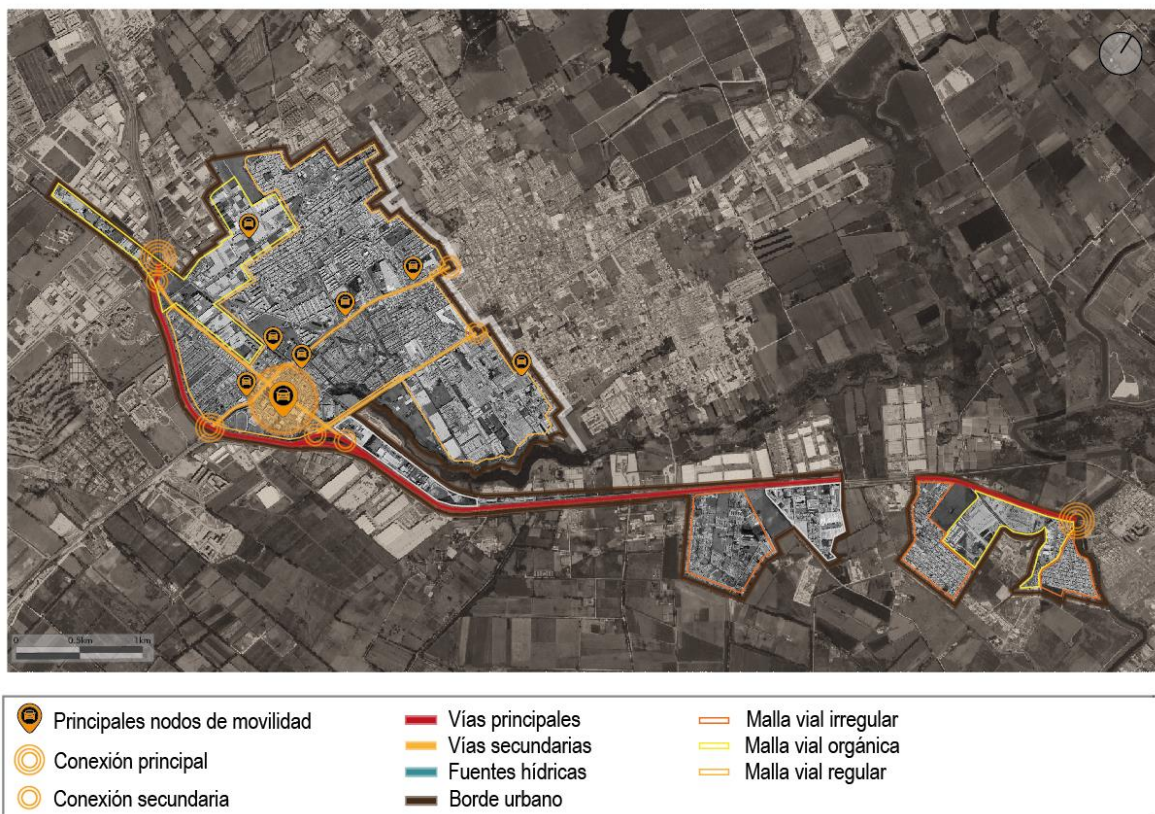 0 0.5km 1km
Principales nodos de movilidad
Conexión principal
Conexión secundaria
Vías principales
Vías secundarias
Fuentes hídricas
Borde urbano
Malla vial irregular
Malla vial orgánica
Malla vial regular